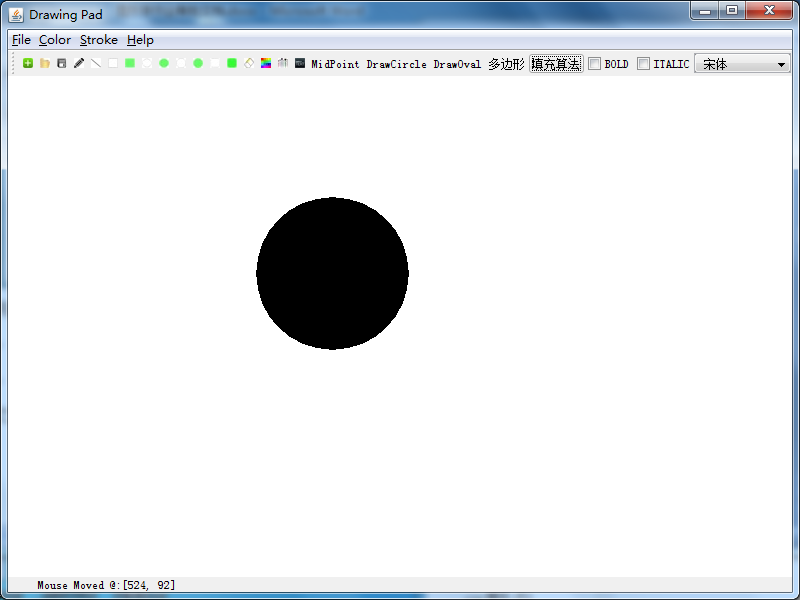 Drawing Pad
File Color Stroke Help
MidPoint DrawCircle DrawOval 多边形 填充算法 BOLD ITALIC 宋体
Mouse Moved @:[524, 92]